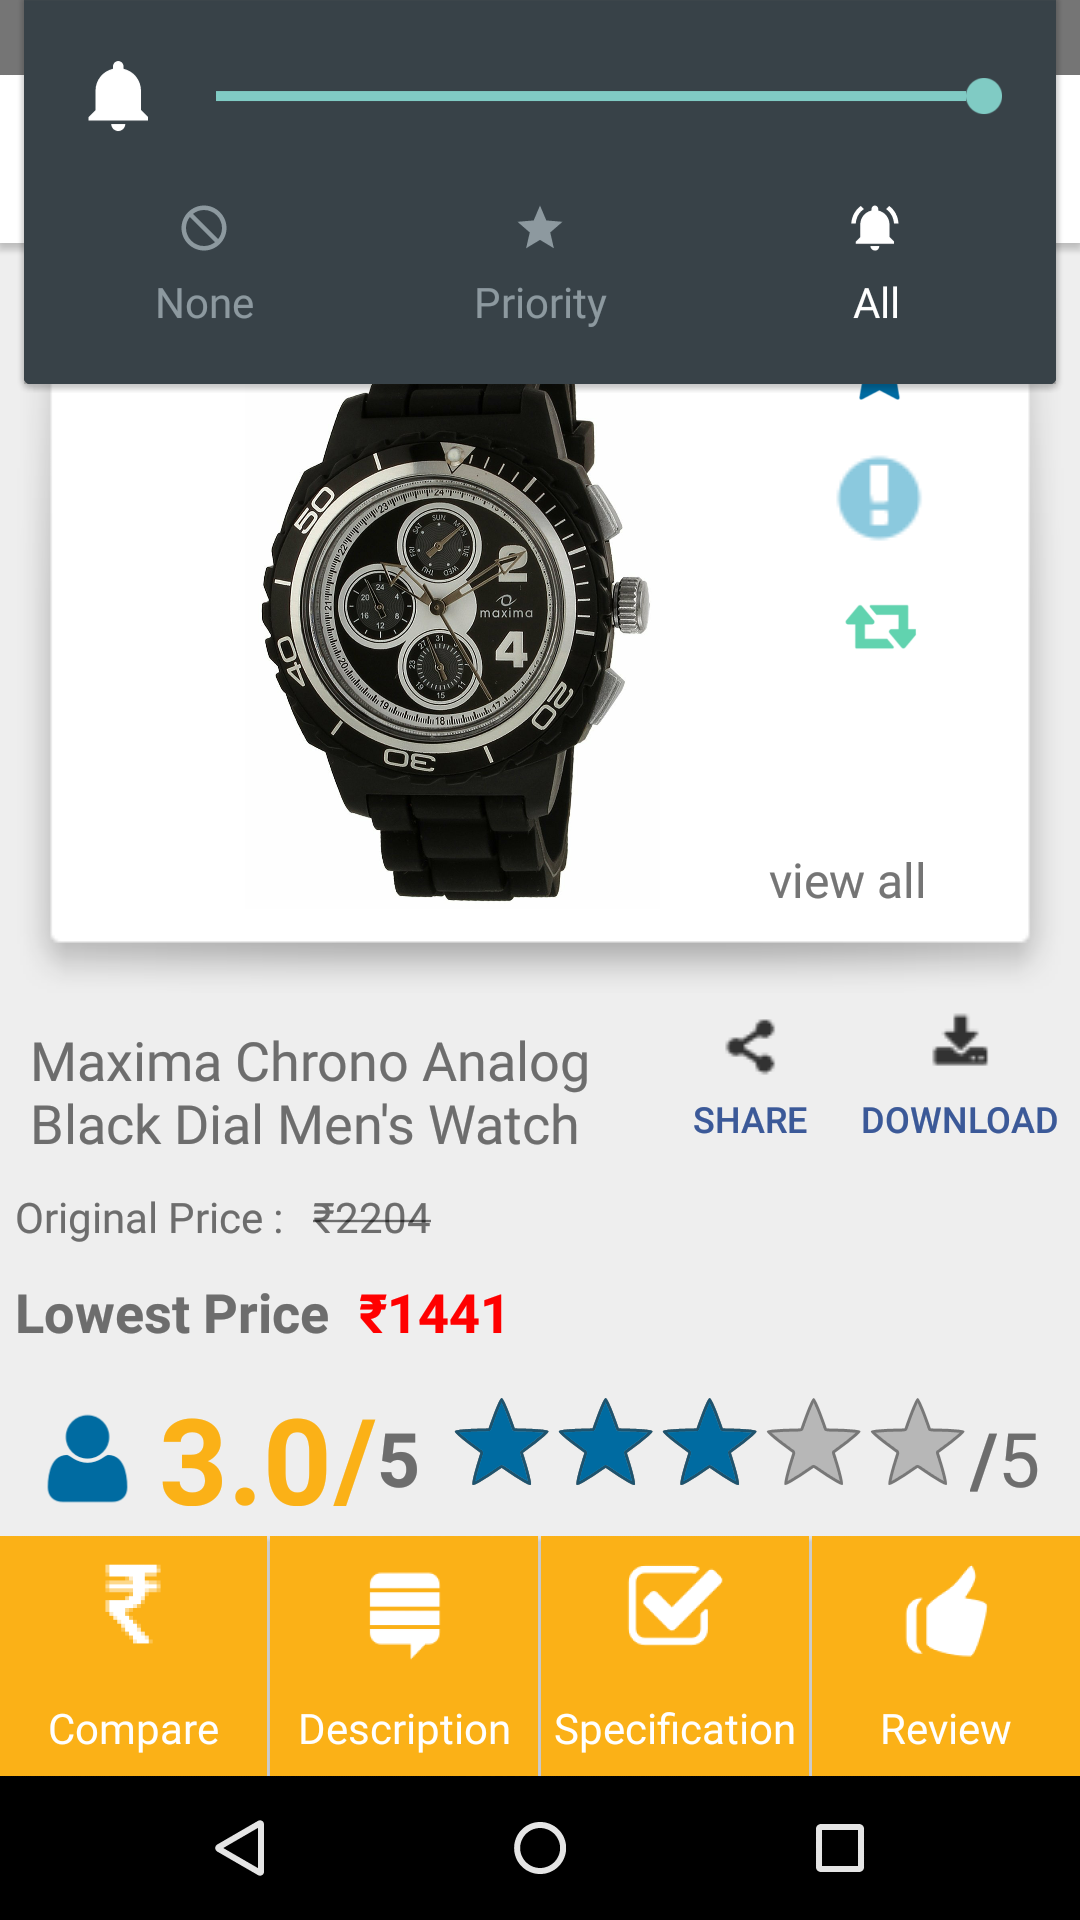 None
Priority
All
50
40
30
20
2
4
maxima
view all
Maxima Chrono Analog
Black Dial Men's Watch
SHARE
DOWNLOAD
Original Price : ₹2204
Lowest Price ₹1441
3.0/5
/5
Compare
Description
Specification
Review